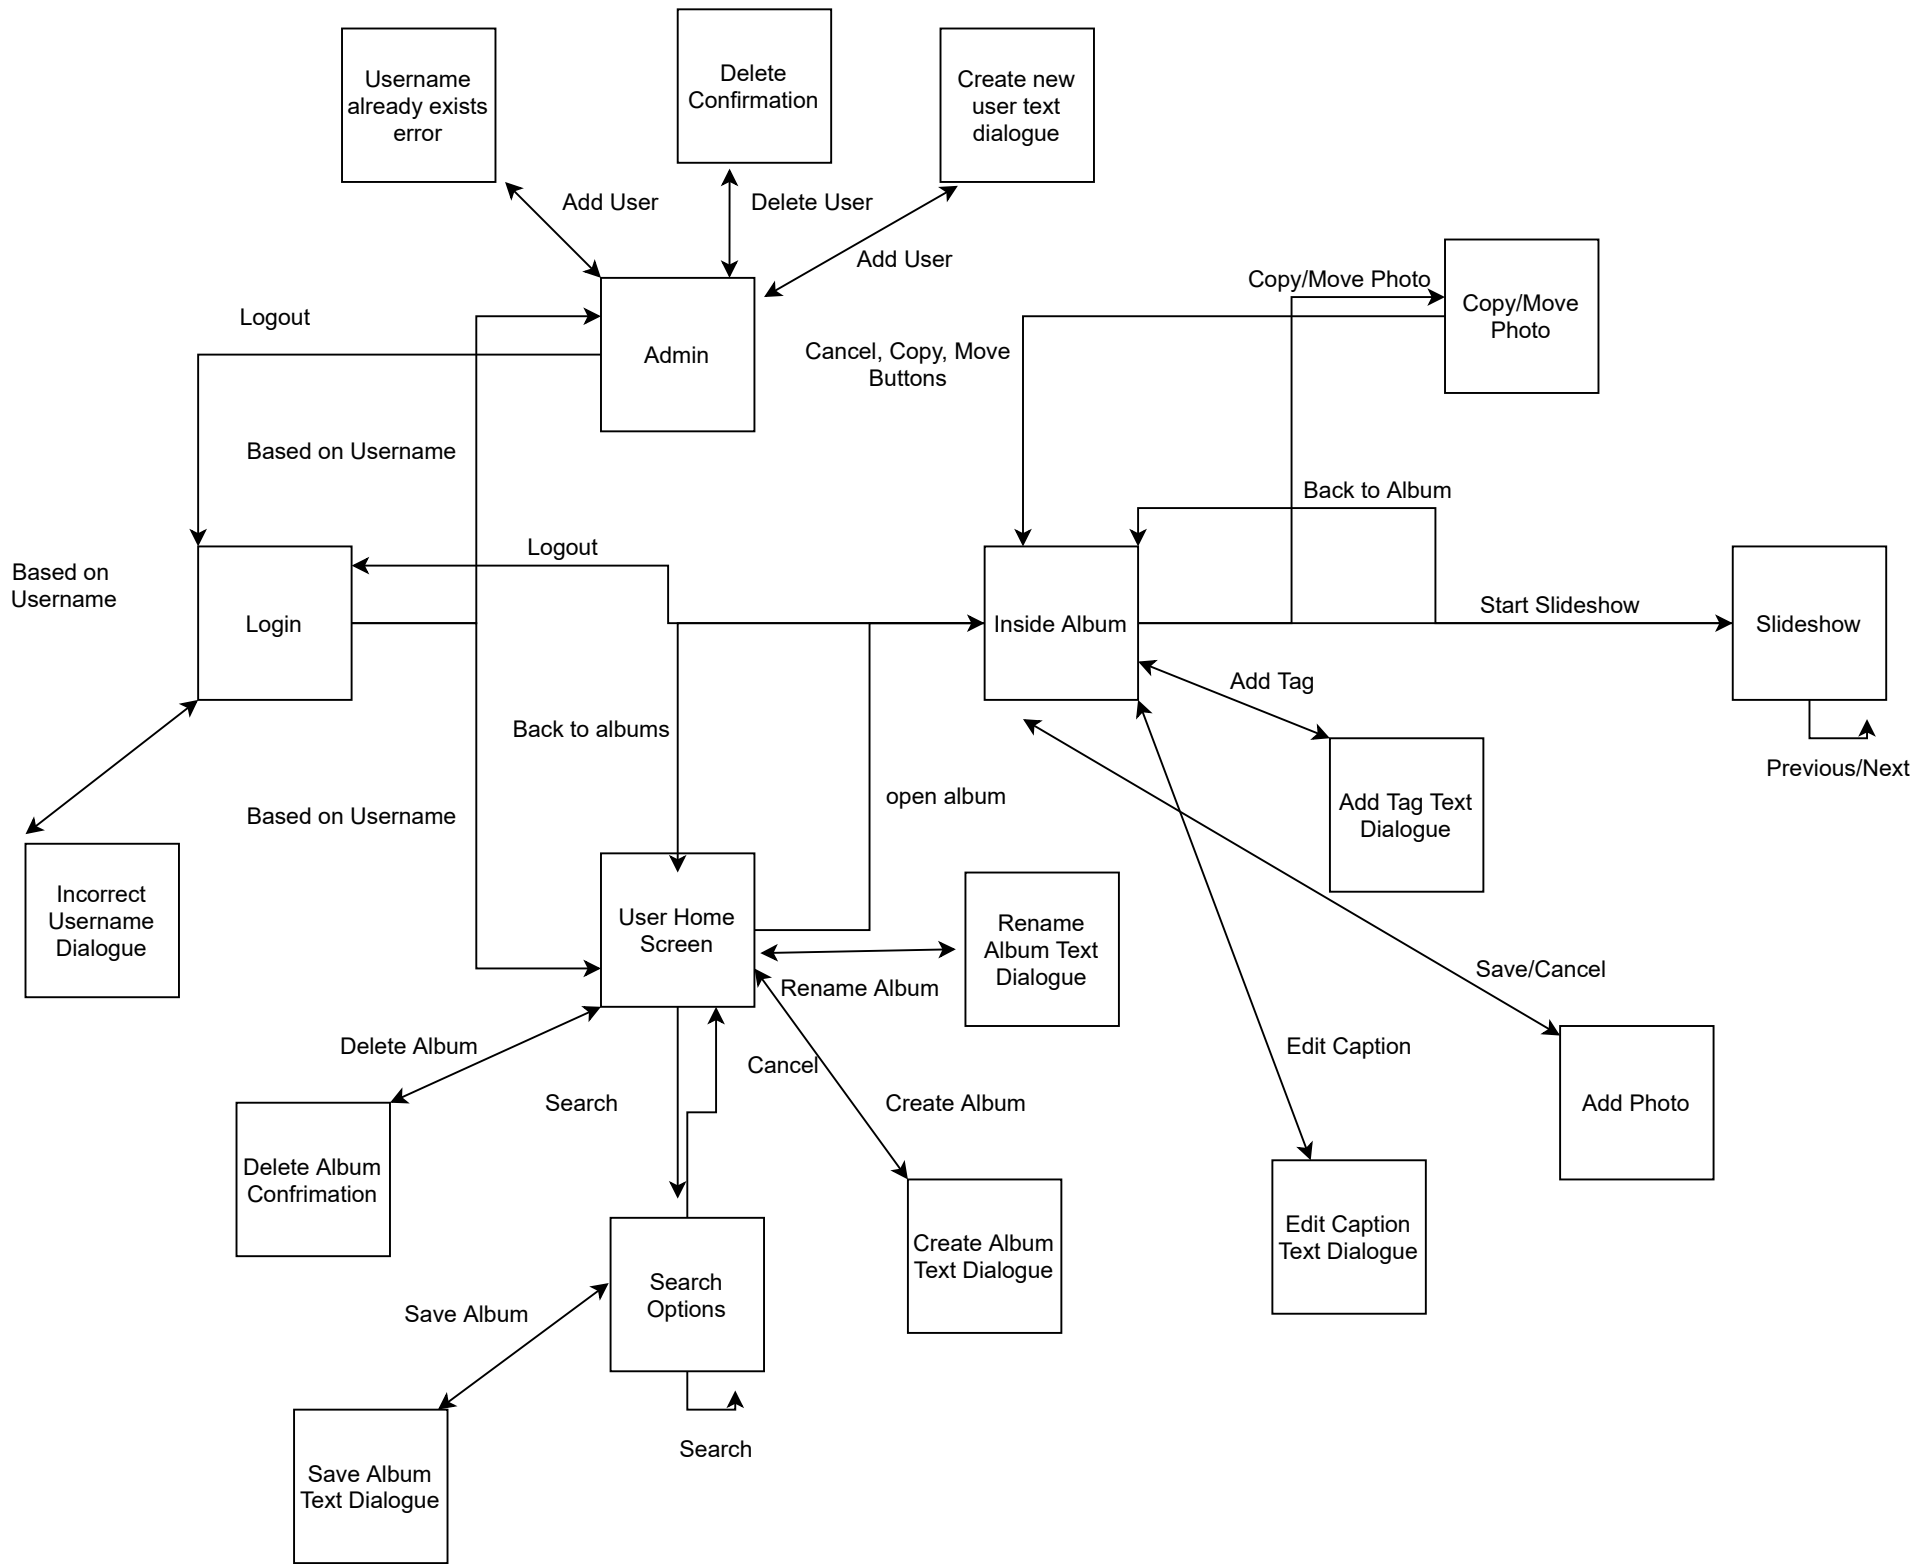 Username
already exists
error
Delete
Confirmation
Create new
user text
dialogue
Add User
Delete User
Add User
Copy/Move Photo
Copy/Move
Photo
Logout
Admin
Cancel, Copy, Move
Buttons
Based on Username
Back to Album
Logout
Based on
Username
Login
Inside Album
Start Slideshow
Slideshow
Add Tag
Back to albums
Previous/Next
open album
Add Tag Text
Dialogue
Based on Username
Incorrect
Username
Dialogue
User Home
Screen
Rename
Album Text
Dialogue
Rename Album
Save/Cancel
Delete Album
Cancel
Edit Caption
Search
Create Album
Add Photo
Delete Album
Confrimation
Create Album
Text Dialogue
Edit Caption
Text Dialogue
Search
Options
Save Album
Search
Save Album
Text Dialogue